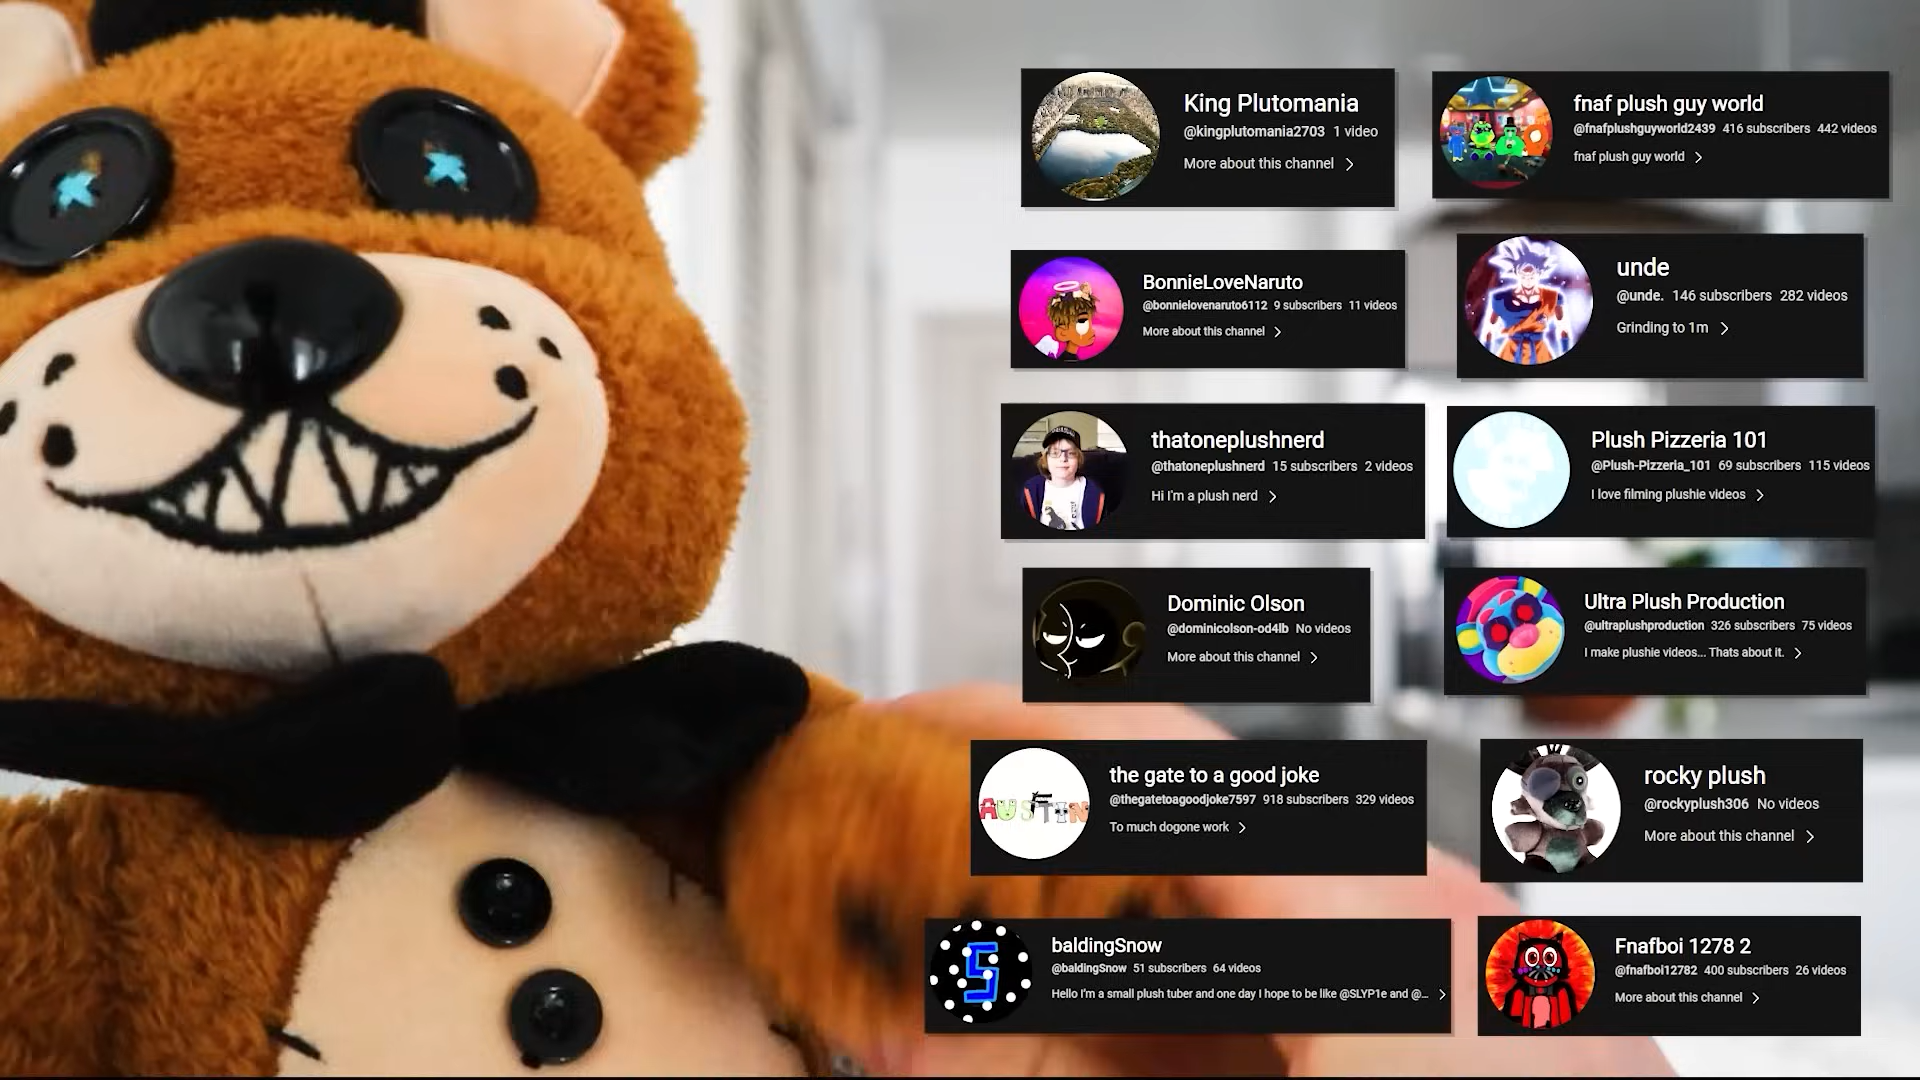 King Plutomania
@kingplutomania2703 1 video
More about this channel
fnaf plush guy world
@fnafplushguyworld2439 416 subscribers 442 videos
fnaf plush guy world
BonnieLoveNaruto
@bonnielovenaruto6112 9 subscribers 11 videos
More about this channel
unde
@unde. 146 subscribers 282 videos
Grinding to 1m
thatoneplushnerd
@thatoneplushnerd 15 subscribers 2 videos
Hi I'm a plush nerd
Plush Pizzeria 101
@Plush-Pizzeria_101 69 subscribers 115 videos
I love filming plushie videos
Dominic Olson
@dominicolson-od4lb No videos
More about this channel
Ultra Plush Production
@ultraplushproduction 326 subscribers 75 videos
I make plushie videos... Thats about it.
AUSTIN
the gate to a good joke
@thegatetoagoodjoke7597 918 subscribers 329 videos
To much dogone work
rocky plush
@rockyplush306 No videos
More about this channel
S
baldingSnow
@baldingSnow 51 subscribers 64 videos
Hello I'm a small plush tuber and one day I hope to be like @SLYP1e and @...
Fnafboi 1278 2
@fnafboi12782 400 subscribers 26 videos
More about this channel